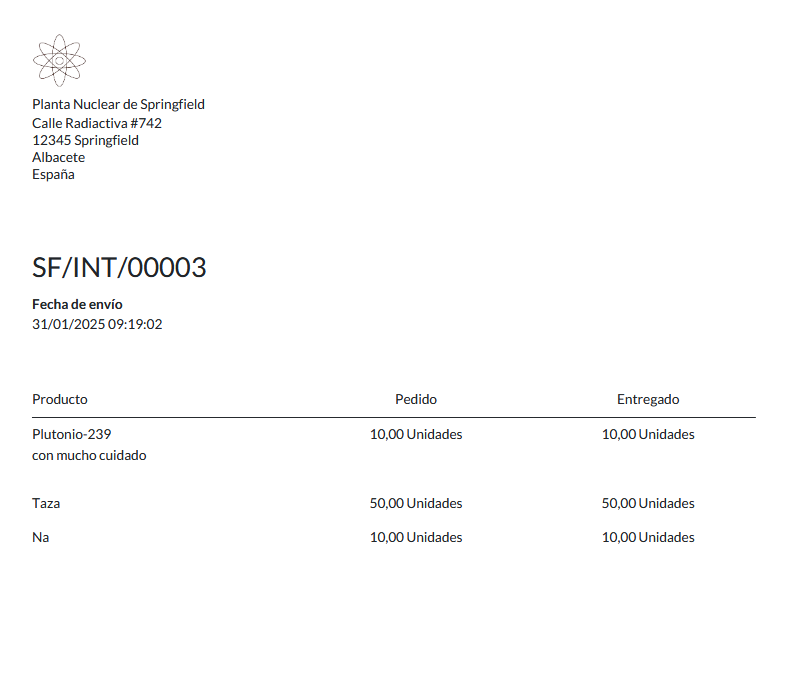 Planta Nuclear de Springfield
Calle Radiactiva #742
12345 Springfield
Albacete
España
SF/INT/00003
Fecha de envío
31/01/2025 09:19:02
Producto Pedido Entregado
Plutonio-239 10,00 Unidades 10,00 Unidades
con mucho cuidado
Taza 50,00 Unidades 50,00 Unidades
Na 10,00 Unidades 10,00 Unidades